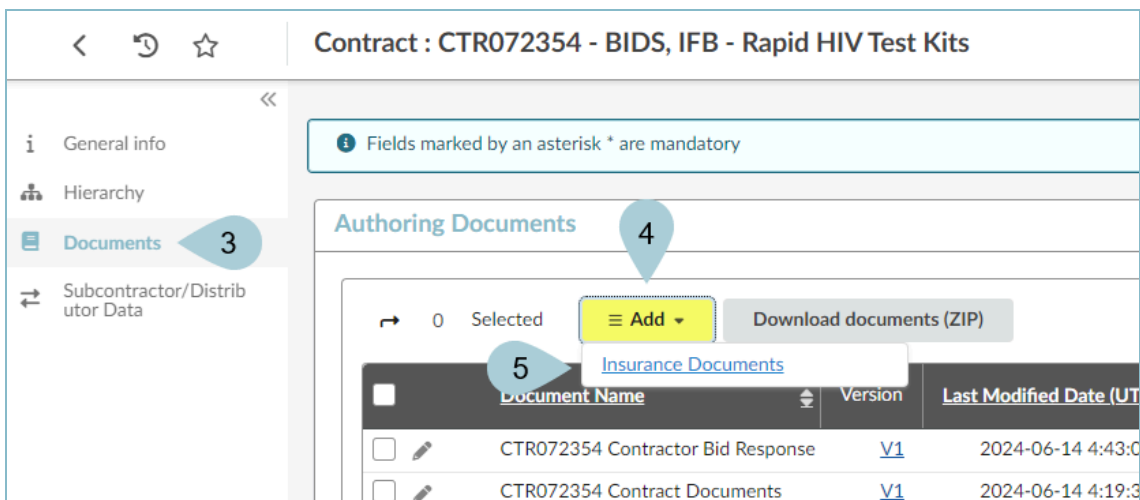 Contract : CTR072354 - BIDS, IFB - Rapid HIV Test Kits
General info
Hierarchy
Documents
3
Subcontractor/Distrib
utor Data
Fields marked by an asterisk * are mandatory
Authoring Documents
4
0 Selected
Add
Download documents (ZIP)
5
Insurance Documents
Document Name
Version
Last Modified Date (UT
CTR072354 Contractor Bid Response
V1
2024-06-14 4:43:0
CTR072354 Contract Documents
V1
2024-06-14 4:19:3